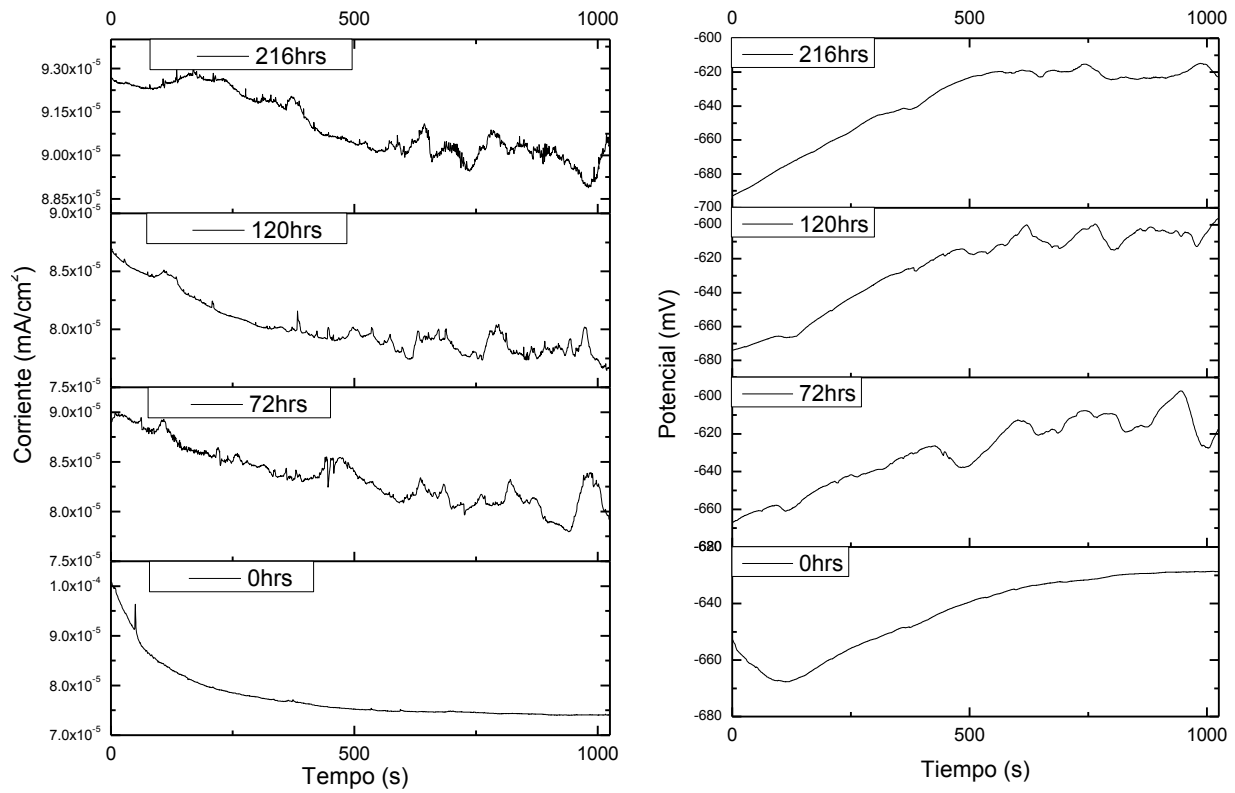 0 500 1000
216hrs
9.30x10⁻⁵
9.15x10⁻⁵
9.00x10⁻⁵
8.85x10⁻⁵
9.0x10⁻⁵
120hrs
8.5x10⁻⁵
8.0x10⁻⁵
7.5x10⁻⁵
72hrs
9.0x10⁻⁵
8.5x10⁻⁵
8.0x10⁻⁵
7.5x10⁻⁵
0hrs
1.0x10⁻⁴
9.0x10⁻⁵
8.0x10⁻⁵
7.0x10⁻⁵
0 500 1000
Corriente (mA/cm²)
Tempo (s)
0 500 1000
-600
216hrs
-620
-640
-660
-680
-700
-600
120hrs
-620
-640
-660
-680
-600
72hrs
-620
-640
-660
0hrs
-640
-660
-680
0 500 1000
Potencial (mV)
Tiempo (s)